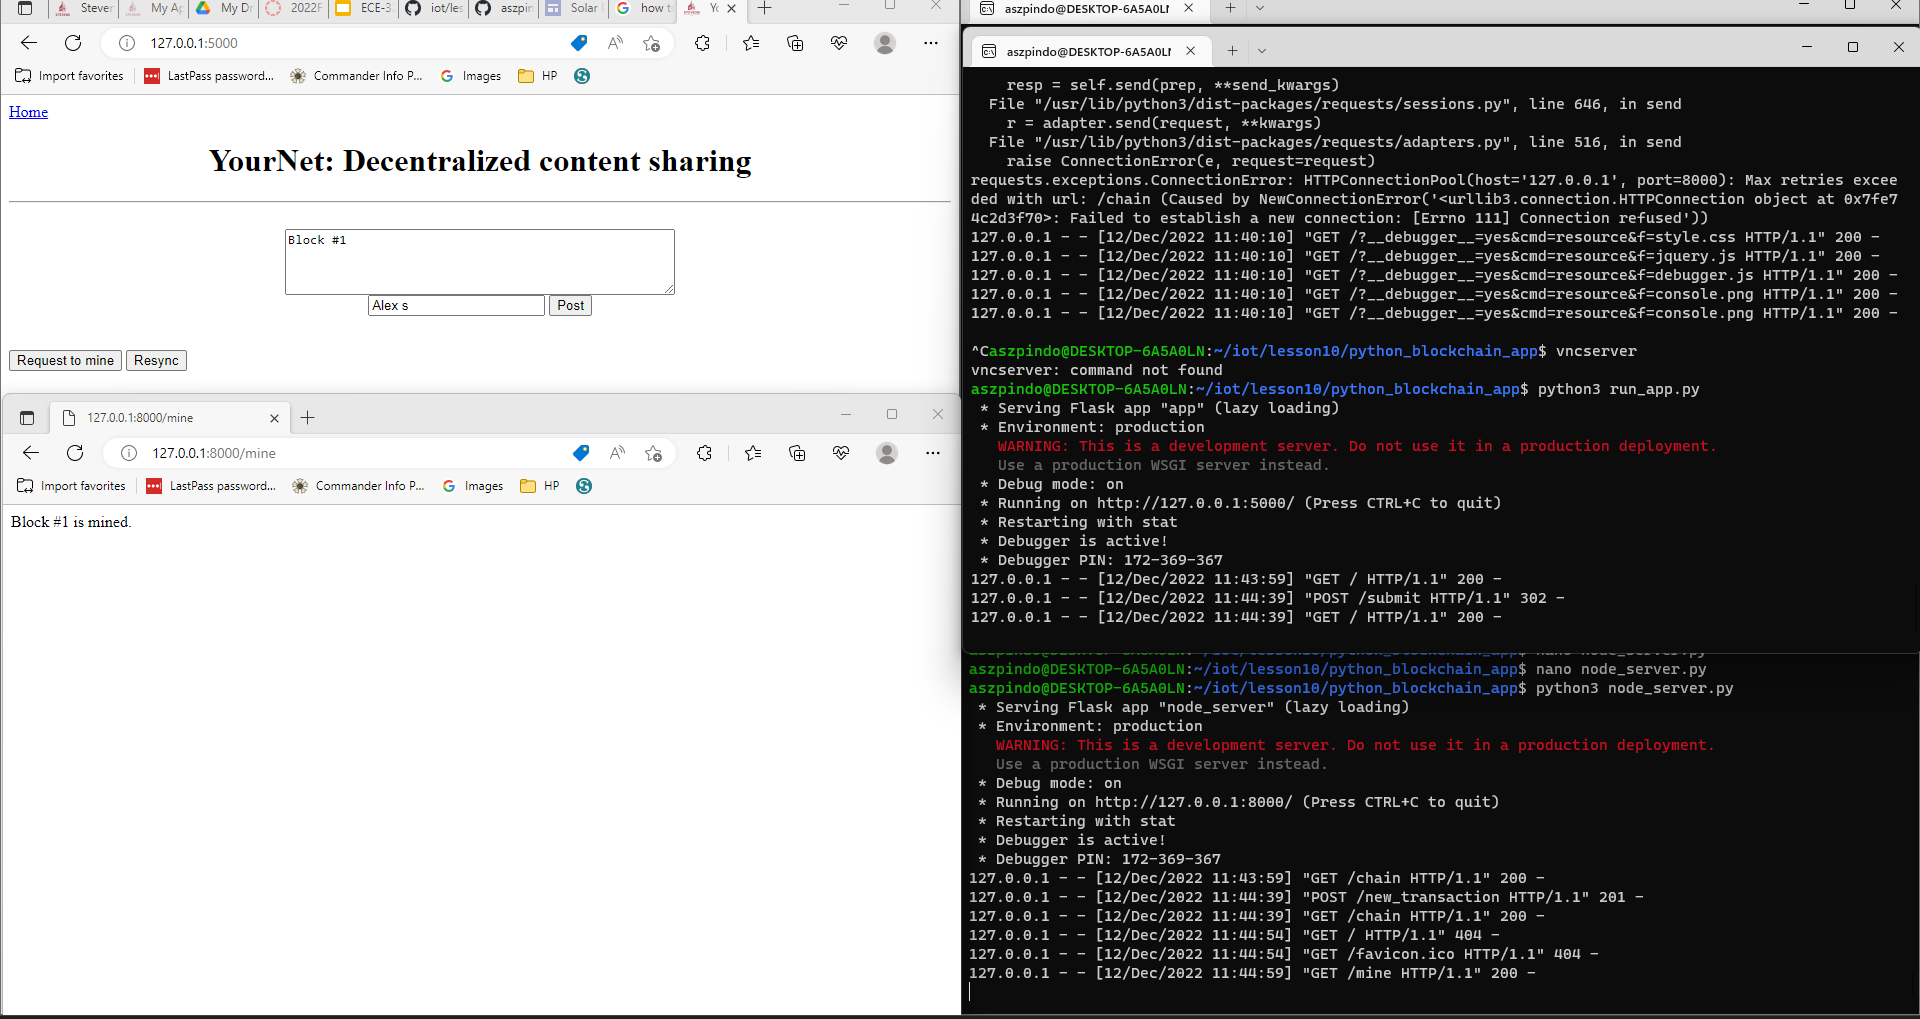 Stever
My Ap
My Dr
2022F
ECE-3
iot/les
aszpin
Solar
how t
127.0.0.1:5000
Import favorites
LastPass password...
Commander Info P...
Images
HP
Home
YourNet: Decentralized content sharing
Block #1
Alex s
Post
Request to mine
Resync
127.0.0.1:8000/mine
127.0.0.1:8000/mine
Import favorites
LastPass password...
Commander Info P...
Images
HP
Block #1 is mined.
aszpindo@DESKTOP-6A5A0LN
aszpindo@DESKTOP-6A5A0LN
resp = self.send(prep, **send_kwargs)
File "/usr/lib/python3/dist-packages/requests/sessions.py", line 646, in send
r = adapter.send(request, **kwargs)
File "/usr/lib/python3/dist-packages/requests/adapters.py", line 516, in send
raise ConnectionError(e, request=request)
requests.exceptions.ConnectionError: HTTPConnectionPool(host='127.0.0.1', port=8000): Max retries excee
ded with url: /chain (Caused by NewConnectionError('<urllib3.connection.HTTPConnection object at 0x7fe7
4c2d3f70>: Failed to establish a new connection: [Errno 111] Connection refused'))
127.0.0.1 - - [12/Dec/2022 11:40:10] "GET /?__debugger__=yes&cmd=resource&f=style.css HTTP/1.1" 200 -
127.0.0.1 - - [12/Dec/2022 11:40:10] "GET /?__debugger__=yes&cmd=resource&f=jquery.js HTTP/1.1" 200 -
127.0.0.1 - - [12/Dec/2022 11:40:10] "GET /?__debugger__=yes&cmd=resource&f=debugger.js HTTP/1.1" 200 -
127.0.0.1 - - [12/Dec/2022 11:40:10] "GET /?__debugger__=yes&cmd=resource&f=console.png HTTP/1.1" 200 -
127.0.0.1 - - [12/Dec/2022 11:40:10] "GET /?__debugger__=yes&cmd=resource&f=console.png HTTP/1.1" 200 -
^Caszpindo@DESKTOP-6A5A0LN:~/iot/lesson10/python_blockchain_app$ vncserver
vncserver: command not found
aszpindo@DESKTOP-6A5A0LN:~/iot/lesson10/python_blockchain_app$ python3 run_app.py
* Serving Flask app "app" (lazy loading)
* Environment: production
WARNING: This is a development server. Do not use it in a production deployment.
Use a production WSGI server instead.
* Debug mode: on
* Running on http://127.0.0.1:5000/ (Press CTRL+C to quit)
* Restarting with stat
* Debugger is active!
* Debugger PIN: 172-369-367
127.0.0.1 - - [12/Dec/2022 11:43:59] "GET / HTTP/1.1" 200 -
127.0.0.1 - - [12/Dec/2022 11:44:39] "POST /submit HTTP/1.1" 302 -
127.0.0.1 - - [12/Dec/2022 11:44:39] "GET / HTTP/1.1" 200 -
aszpindo@DESKTOP-6A5A0LN:~/iot/lesson10/python_blockchain_app$ nano node_server.py
aszpindo@DESKTOP-6A5A0LN:~/iot/lesson10/python_blockchain_app$ nano node_server.py
aszpindo@DESKTOP-6A5A0LN:~/iot/lesson10/python_blockchain_app$ python3 node_server.py
* Serving Flask app "node_server" (lazy loading)
* Environment: production
WARNING: This is a development server. Do not use it in a production deployment.
Use a production WSGI server instead.
* Debug mode: on
* Running on http://127.0.0.1:8000/ (Press CTRL+C to quit)
* Restarting with stat
* Debugger is active!
* Debugger PIN: 172-369-367
127.0.0.1 - - [12/Dec/2022 11:43:59] "GET /chain HTTP/1.1" 200 -
127.0.0.1 - - [12/Dec/2022 11:44:39] "POST /new_transaction HTTP/1.1" 201 -
127.0.0.1 - - [12/Dec/2022 11:44:39] "GET /chain HTTP/1.1" 200 -
127.0.0.1 - - [12/Dec/2022 11:44:54] "GET / HTTP/1.1" 404 -
127.0.0.1 - - [12/Dec/2022 11:44:54] "GET /favicon.ico HTTP/1.1" 404 -
127.0.0.1 - - [12/Dec/2022 11:44:59] "GET /mine HTTP/1.1" 200 -